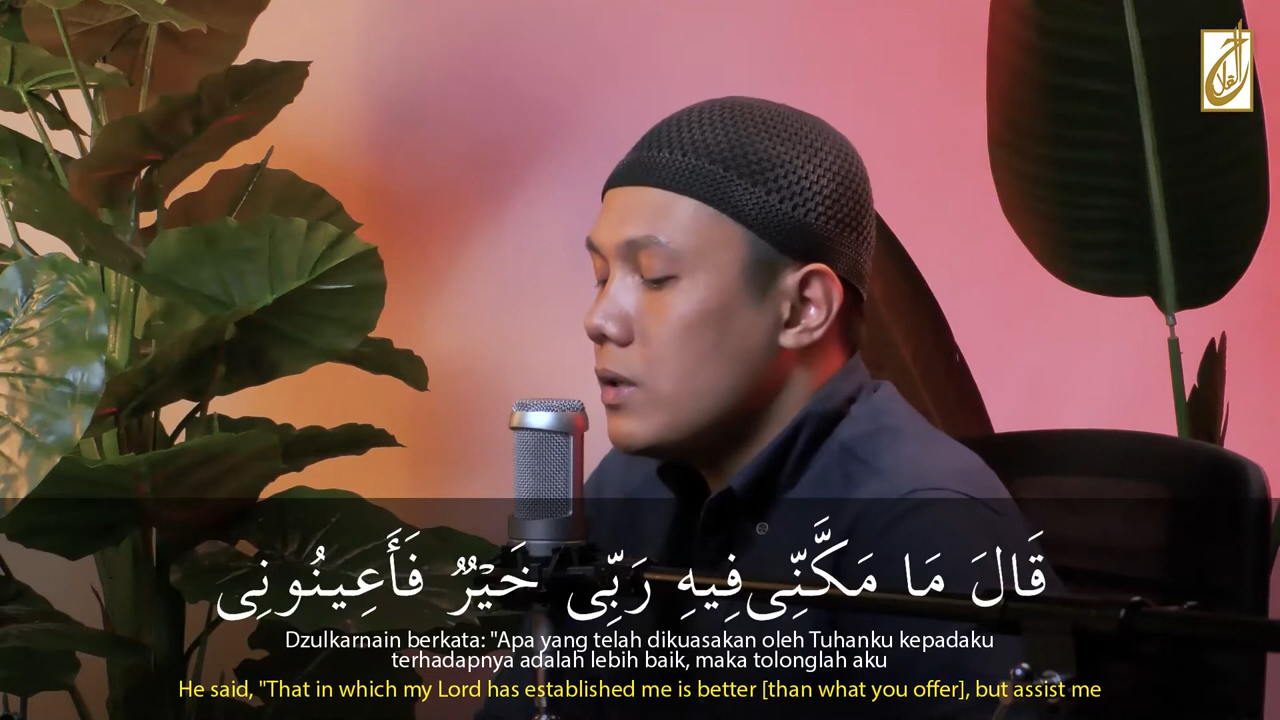 قَالَ مَا مَكَّنِّى فِيهِ رَبِّى خَيْرٌ فَأَعِينُونِى
Dzulkarnain berkata: "Apa yang telah dikuasakan oleh Tuhanku kepadaku
terhadapnya adalah lebih baik, maka tolonglah aku
He said, "That in which my Lord has established me is better [than what you offer], but assist me